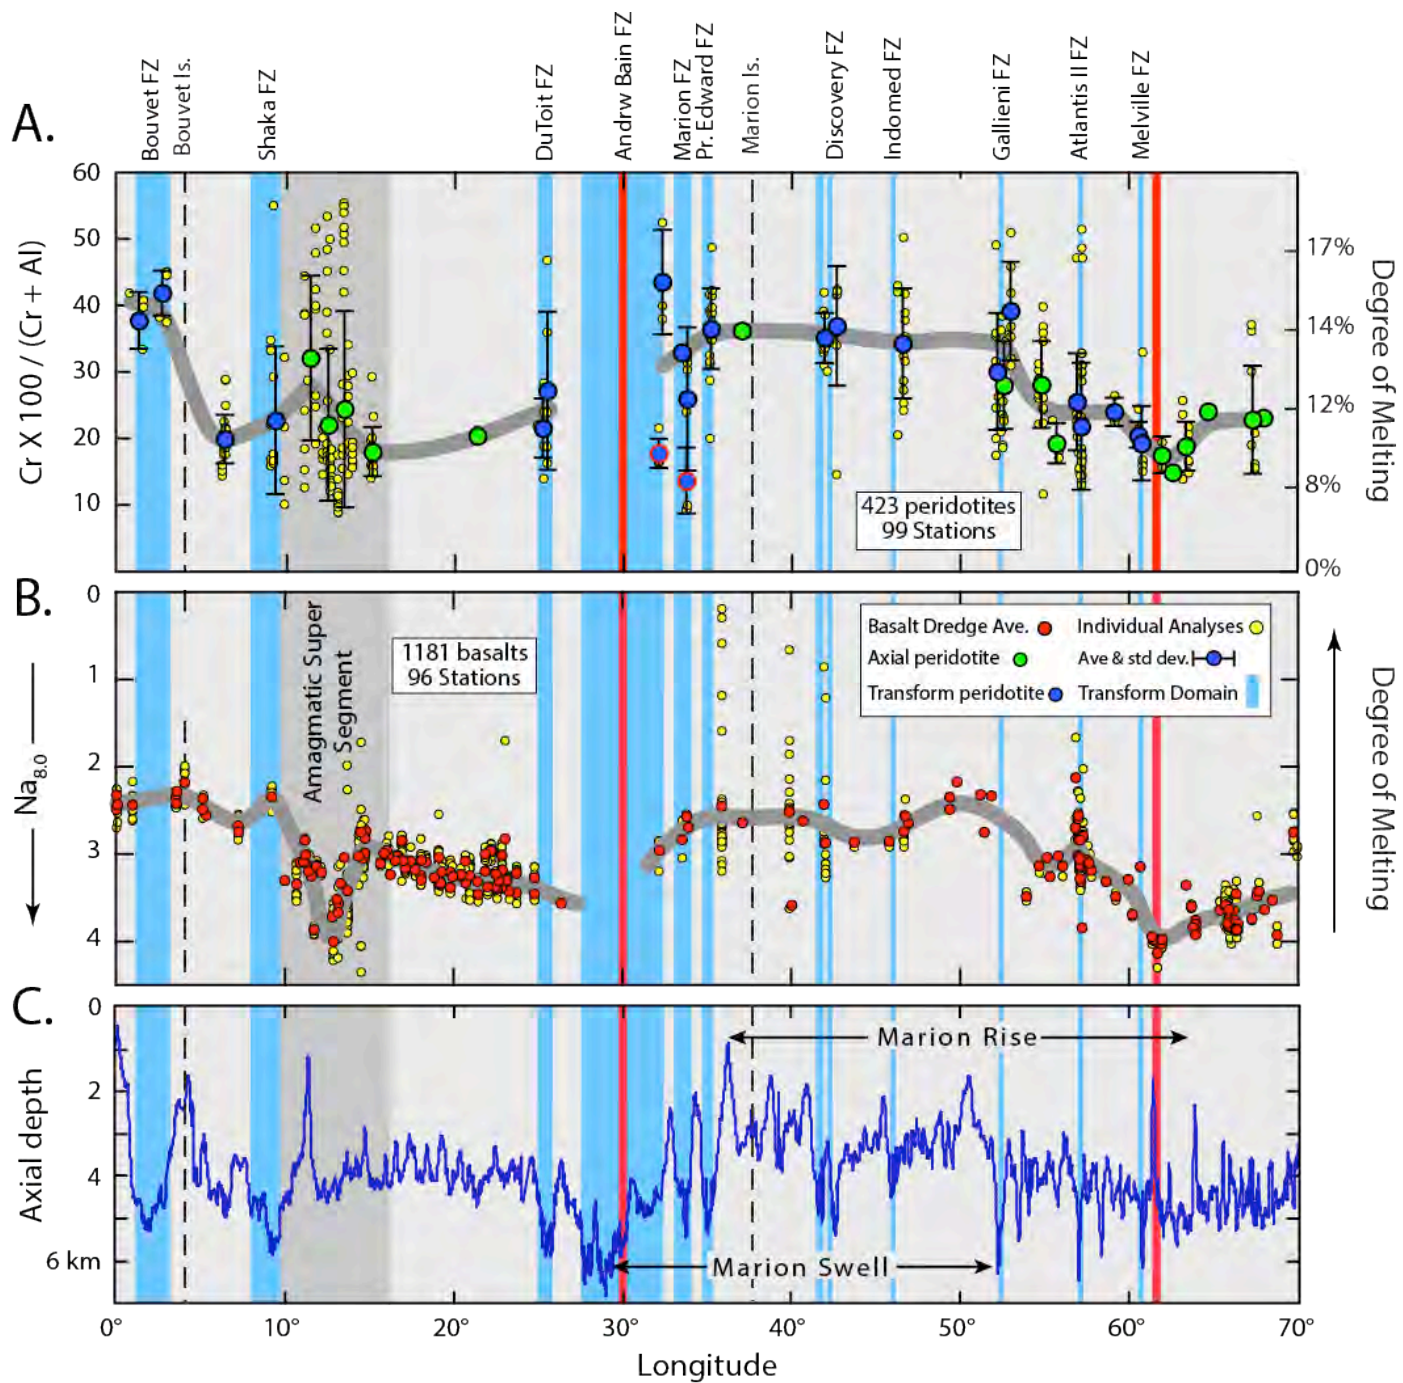 A.
Bouvet FZ
Bouvet Is.
Shaka FZ
DuToit FZ
Andrw Bain FZ
Marion FZ
Pr. Edward FZ
Marion Is.
Discovery FZ
Indomed FZ
Gallieni FZ
Atlantis II FZ
Melville FZ
Cr X 100 / (Cr + Al)
60
50
40
30
20
10
17%
14%
12%
8%
0%
Degree of Melting
423 peridotites
99 Stations
B.
Na8.0
0
1
2
3
4
Amagmatic Super
Segment
1181 basalts
96 Stations
Basalt Dredge Ave.
Individual Analyses
Axial peridotite
Ave & std dev.
Transform peridotite
Transform Domain
Degree of Melting
C.
Axial depth
0
2
4
6 km
Marion Rise
Marion Swell
0°
10°
20°
30°
40°
50°
60°
70°
Longitude